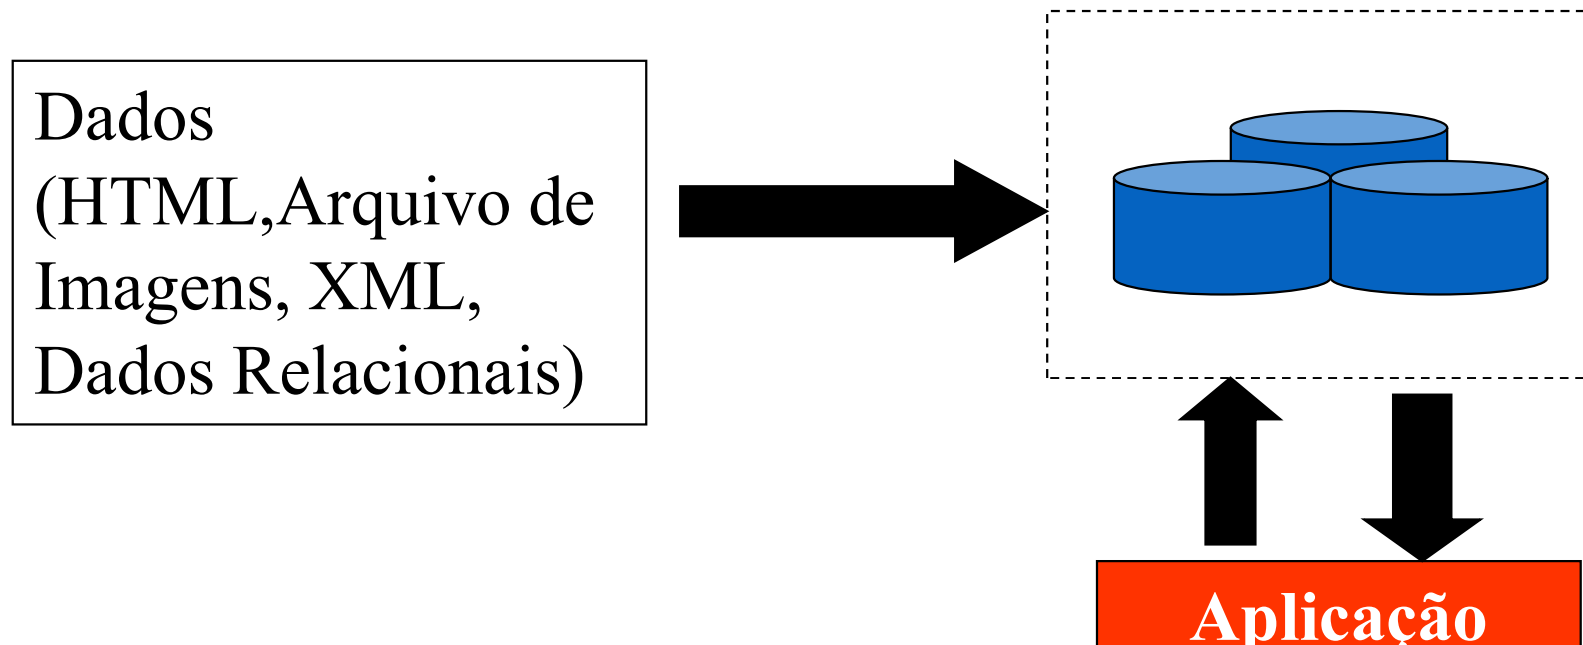 Dados
(HTML,Arquivo de
Imagens, XML,
Dados Relacionais)
Aplicação